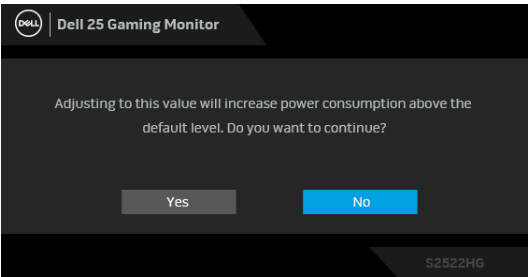 DELL
Dell 25 Gaming Monitor
Adjusting to this value will increase power consumption above the
default level. Do you want to continue?
Yes
No
S2522HG